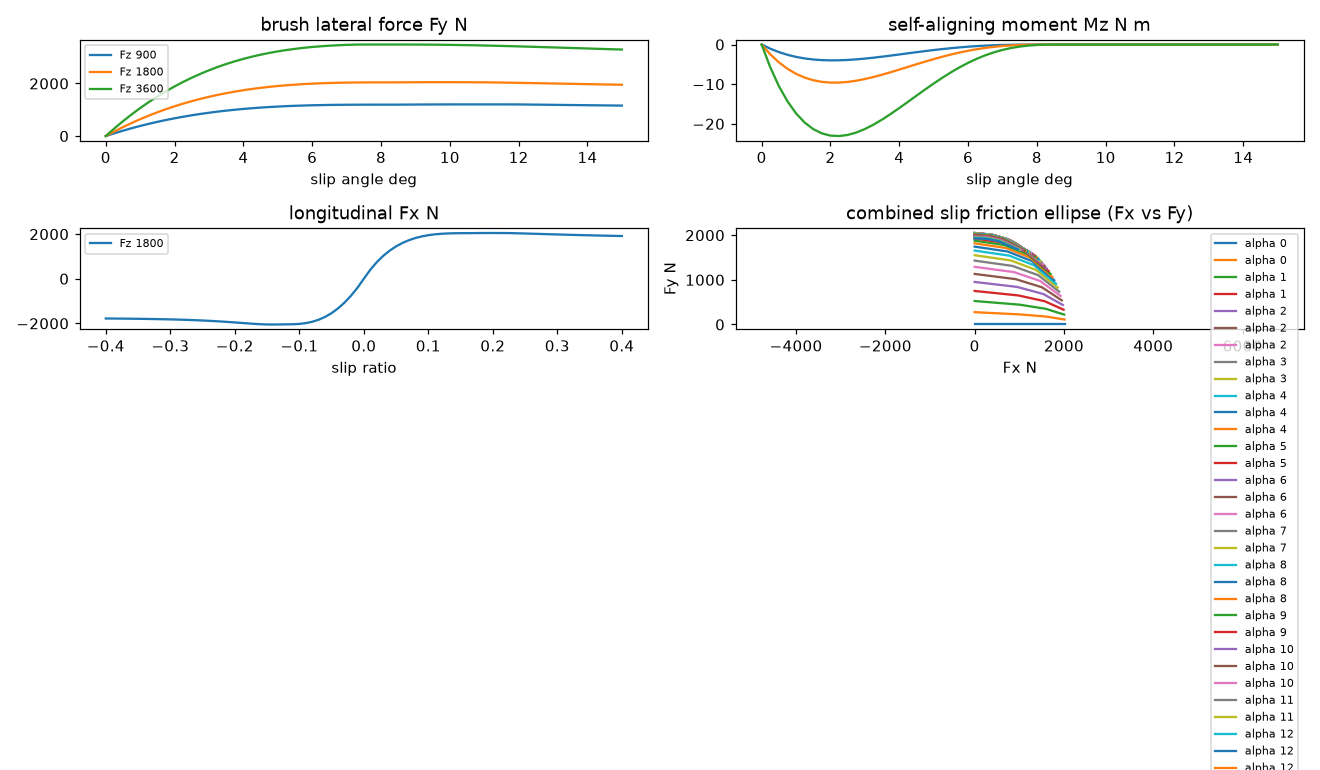 brush lateral force Fy N
Fz 900
Fz 1800
Fz 3600
2000
0
0 2 4 6 8 10 12 14
slip angle deg
self-aligning moment Mz N m
0
−10
−20
0 2 4 6 8 10 12 14
slip angle deg
longitudinal Fx N
Fz 1800
2000
0
−2000
−0.4 −0.3 −0.2 −0.1 0.0 0.1 0.2 0.3 0.4
slip ratio
combined slip friction ellipse (Fx vs Fy)
Fy N
2000
1000
0
−4000 −2000 0 2000 4000
Fx N
alpha 0
alpha 0
alpha 1
alpha 1
alpha 2
alpha 2
alpha 2
alpha 3
alpha 3
alpha 4
alpha 4
alpha 4
alpha 5
alpha 5
alpha 6
alpha 6
alpha 6
alpha 7
alpha 7
alpha 8
alpha 8
alpha 8
alpha 9
alpha 9
alpha 10
alpha 10
alpha 10
alpha 11
alpha 11
alpha 12
alpha 12
alpha 12